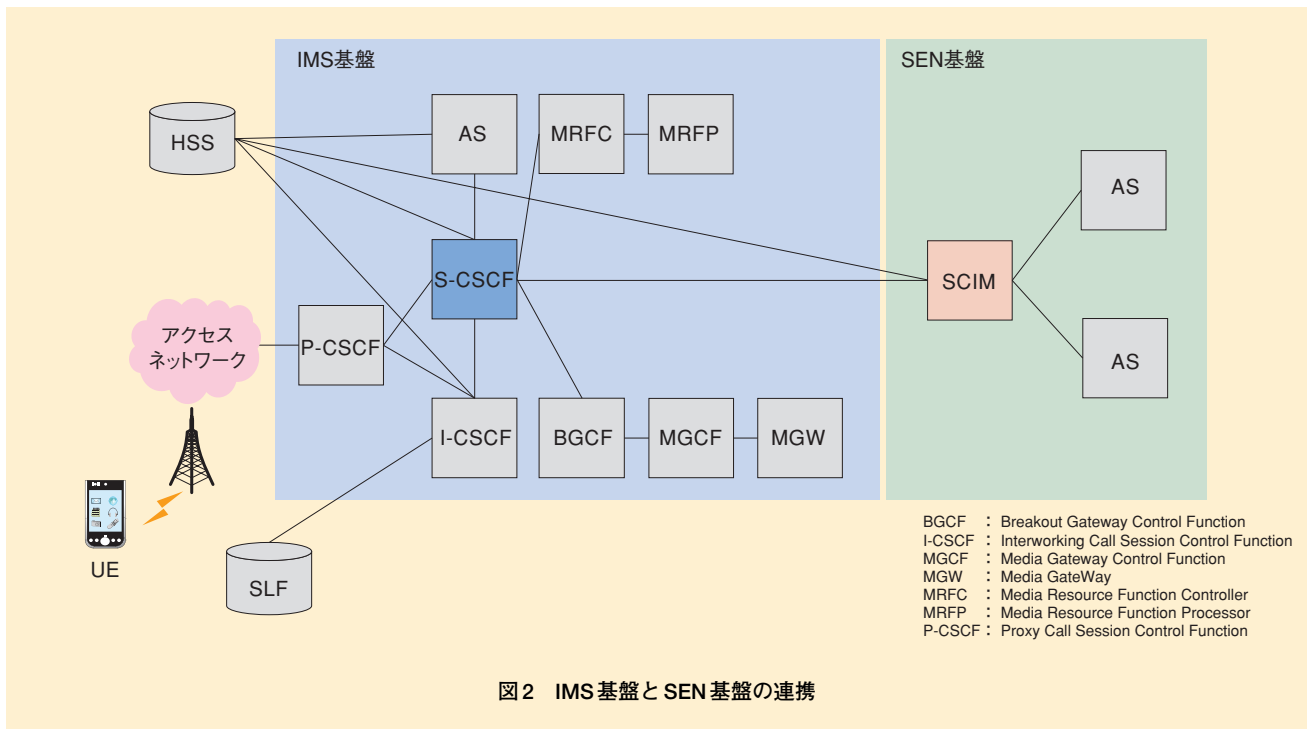 IMS基盤
SEN基盤
HSS
AS
MRFC
MRFP
AS
S-CSCF
SCIM
アクセス
ネットワーク
P-CSCF
AS
I-CSCF
BGCF
MGCF
MGW
UE
SLF
BGCF : Breakout Gateway Control Function
I-CSCF : Interworking Call Session Control Function
MGCF : Media Gateway Control Function
MGW : Media GateWay
MRFC : Media Resource Function Controller
MRFP : Media Resource Function Processor
P-CSCF : Proxy Call Session Control Function
図2 IMS基盤とSEN基盤の連携